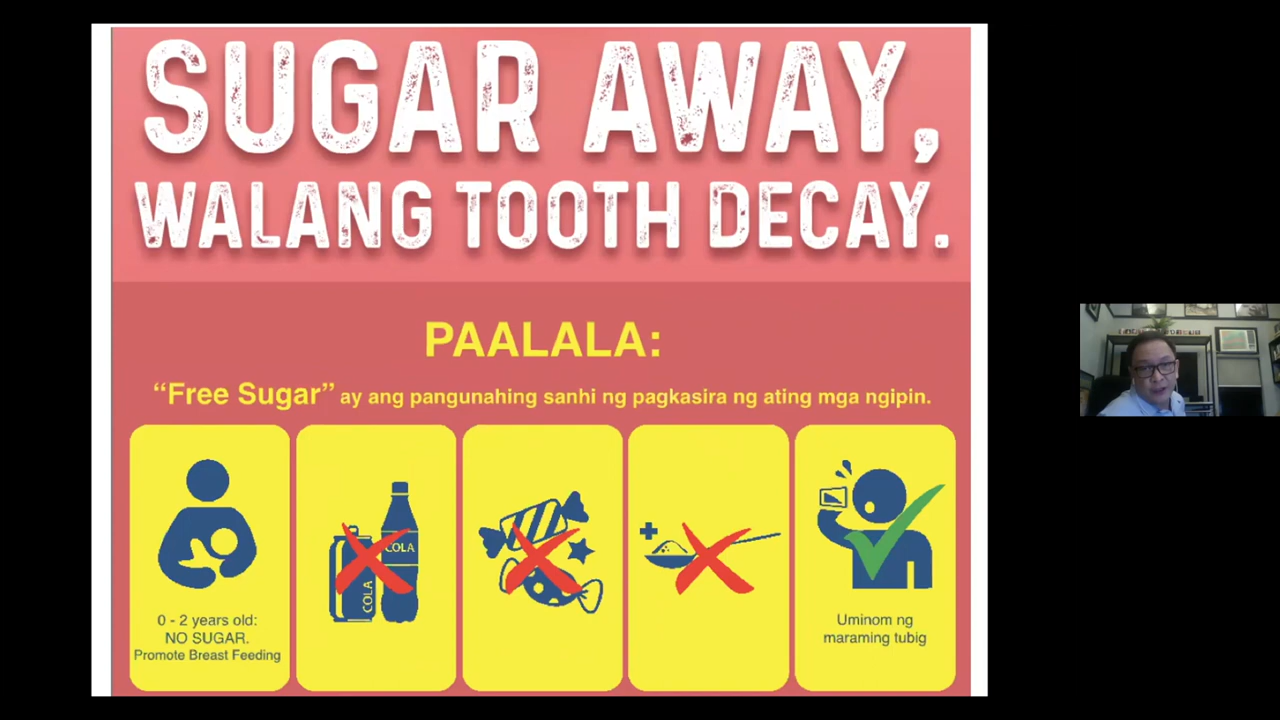 SUGAR AWAY,
WALANG TOOTH DECAY.
PAALALA:
“Free Sugar” ay ang pangunahing sanhi ng pagkasira ng ating mga ngipin.
0 - 2 years old:
NO SUGAR.
Promote Breast Feeding
COLA
COLA
Uminom ng
maraming tubig